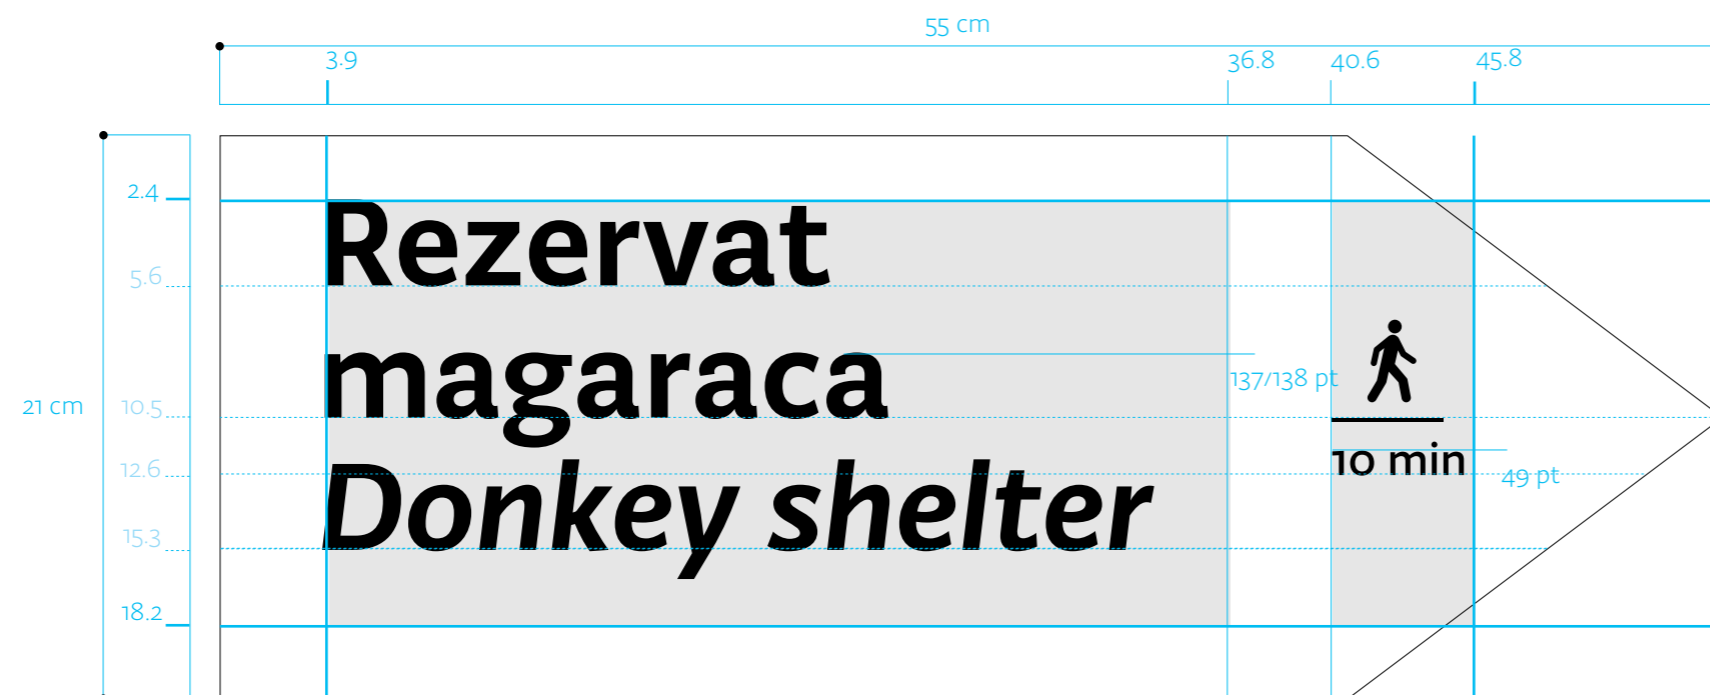 55 cm
3.9 36.8 40.6 45.8
2.4
5.6
21 cm
10.5
12.6
15.3
18.2
Rezervat
magaraca
Donkey shelter
137/138 pt
10 min
49 pt